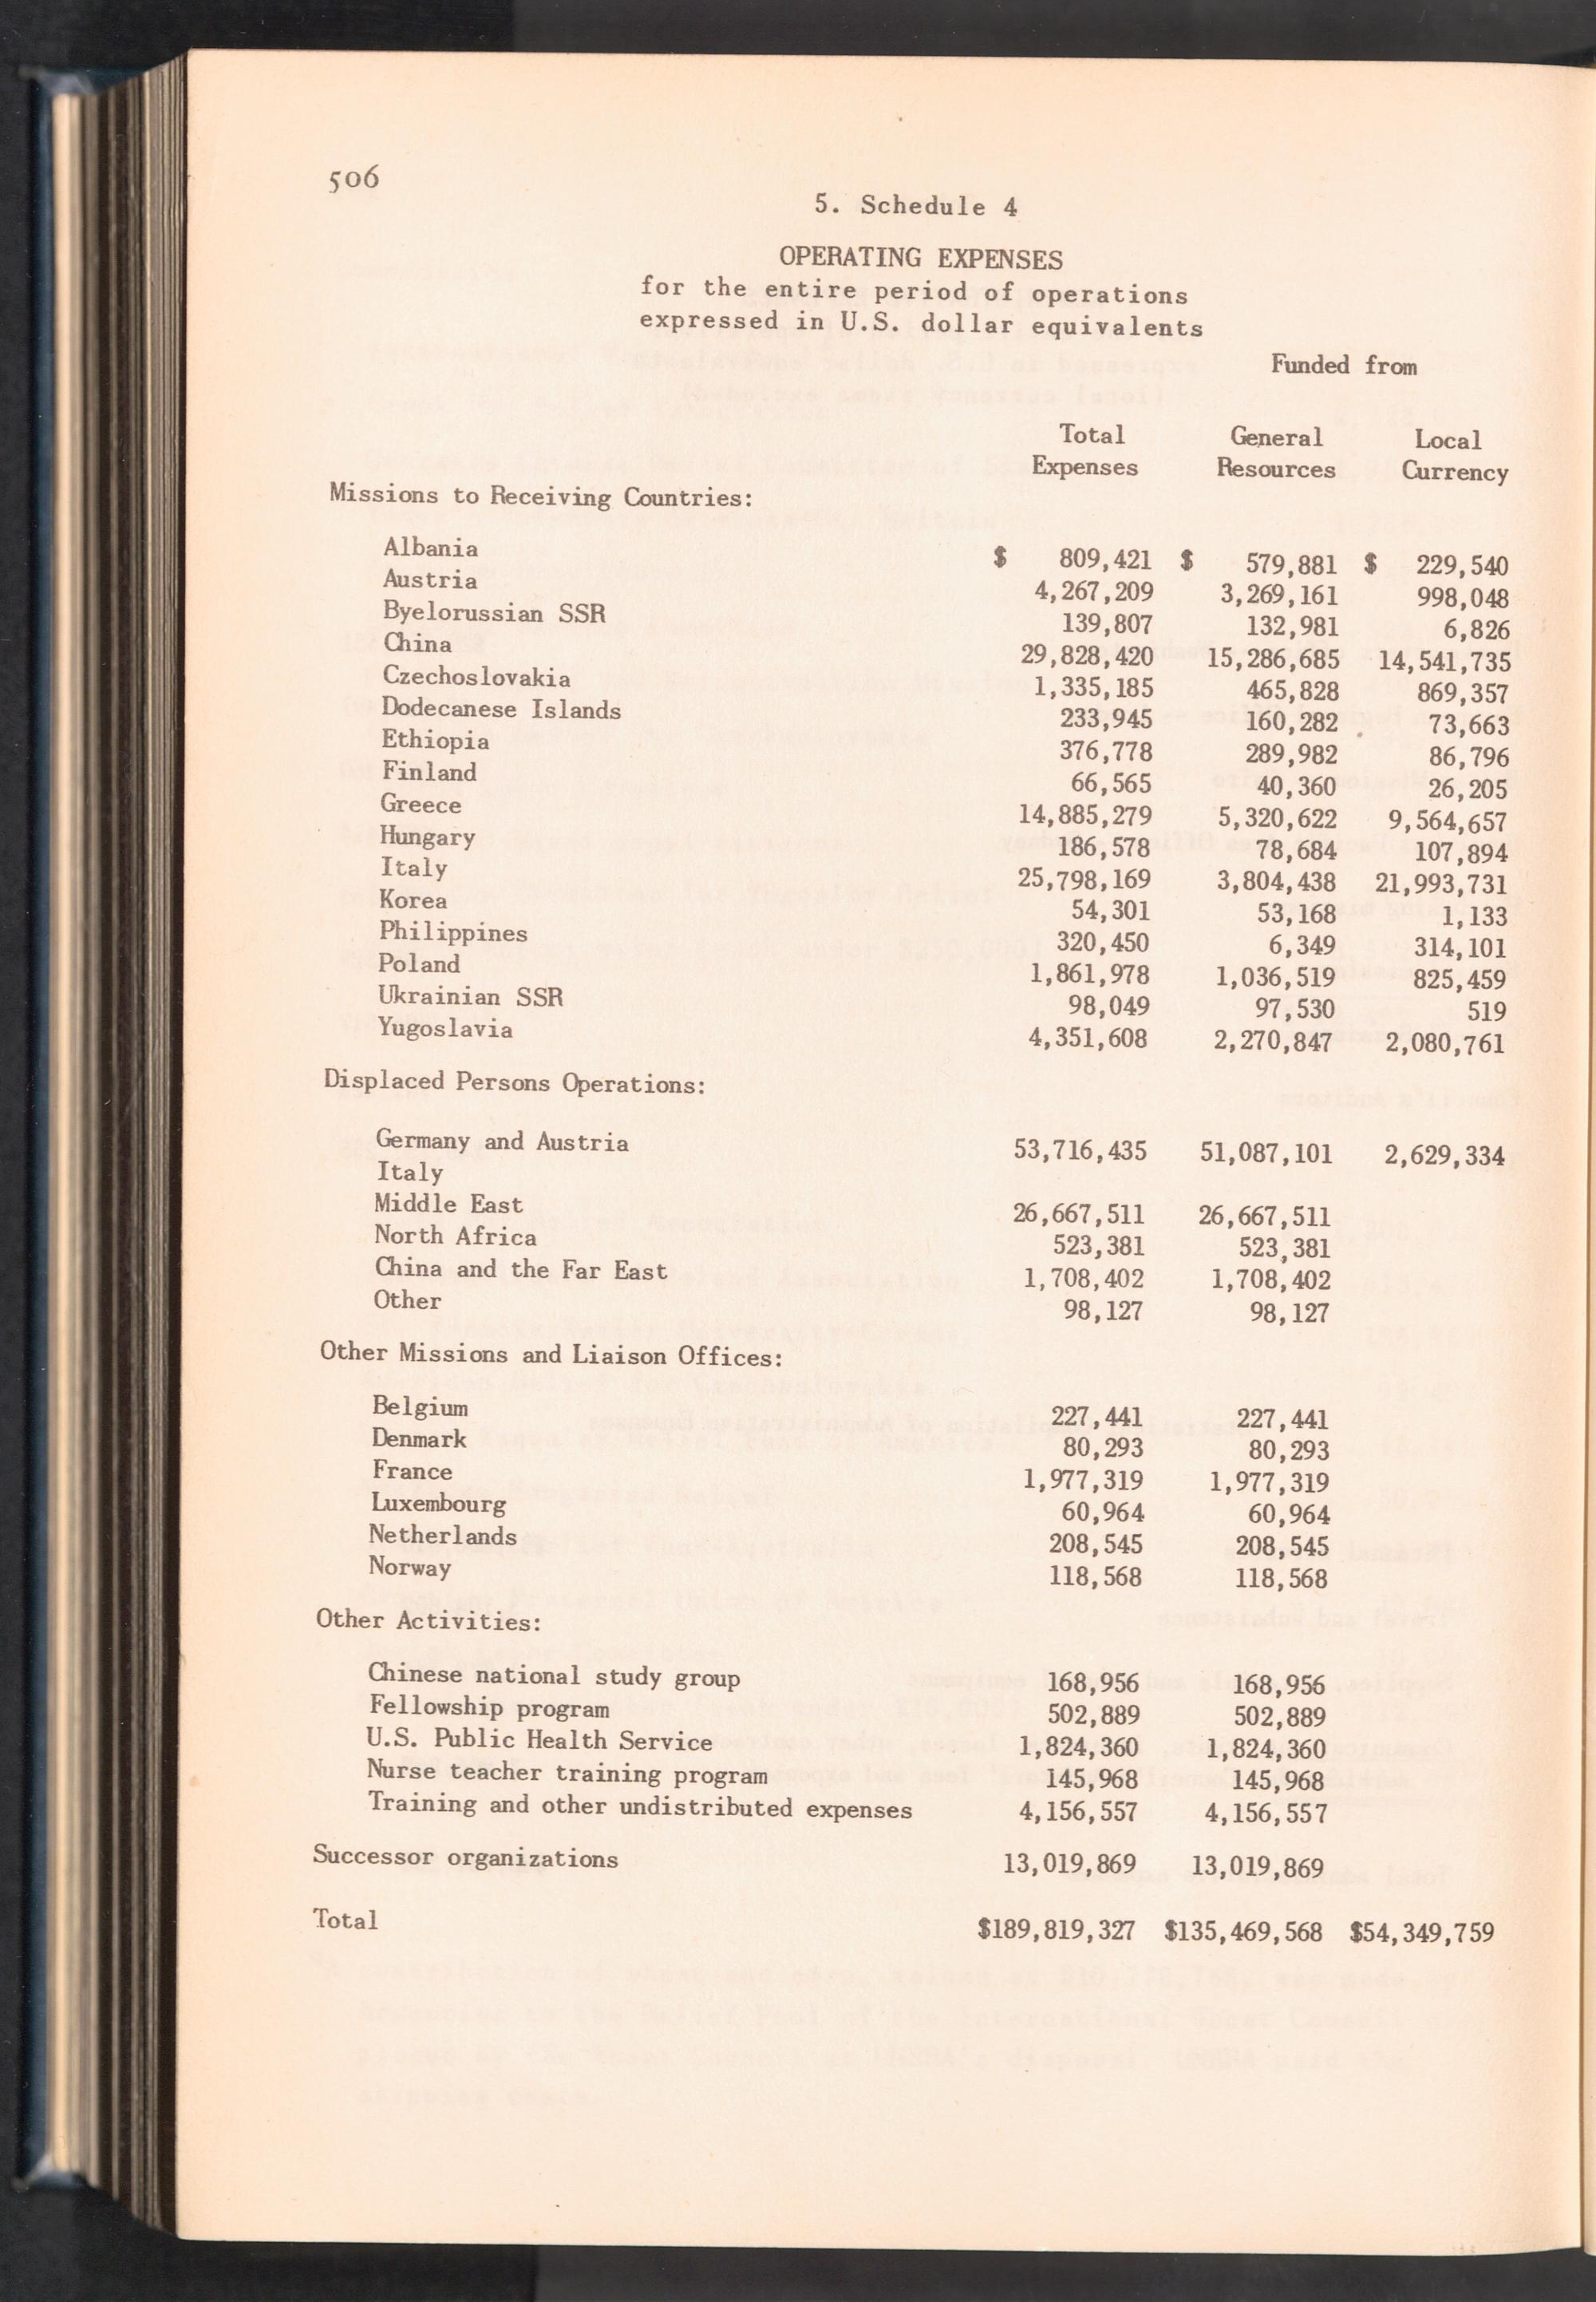 506
5. Schedule 4
OPERATING EXPENSES
for the entire period of operations
expressed in U.S. dollar equivalents
Funded from
Total General Local
Expenses Resources Currency
Missions to Receiving Countries:
Albania $ 809,421 $ 579,881 $ 229,540
Austria 4,267,209 3,269,161 998,048
Byelorussian SSR 139,807 132,981 6,826
China 29,828,420 15,286,685 14,541,735
Czechoslovakia 1,335,185 465,828 869,357
Dodecanese Islands 233,945 160,282 73,663
Ethiopia 376,778 289,982 86,796
Finland 66,565 40,360 26,205
Greece 14,885,279 5,320,622 9,564,657
Hungary 186,578 78,684 107,894
Italy 25,798,169 3,804,438 21,993,731
Korea 54,301 53,168 1,133
Philippines 320,450 6,349 314,101
Poland 1,861,978 1,036,519 825,459
Ukrainian SSR 98,049 97,530 519
Yugoslavia 4,351,608 2,270,847 2,080,761
Displaced Persons Operations:
Germany and Austria 53,716,435 51,087,101 2,629,334
Italy
Middle East 26,667,511 26,667,511
North Africa 523,381 523,381
China and the Far East 1,708,402 1,708,402
Other 98,127 98,127
Other Missions and Liaison Offices:
Belgium 227,441 227,441
Denmark 80,293 80,293
France 1,977,319 1,977,319
Luxembourg 60,964 60,964
Netherlands 208,545 208,545
Norway 118,568 118,568
Other Activities:
Chinese national study group 168,956 168,956
Fellowship program 502,889 502,889
U.S. Public Health Service 1,824,360 1,824,360
Nurse teacher training program 145,968 145,968
Training and other undistributed expenses 4,156,557 4,156,557
Successor organizations 13,019,869 13,019,869
Total $189,819,327 $135,469,568 $54,349,759